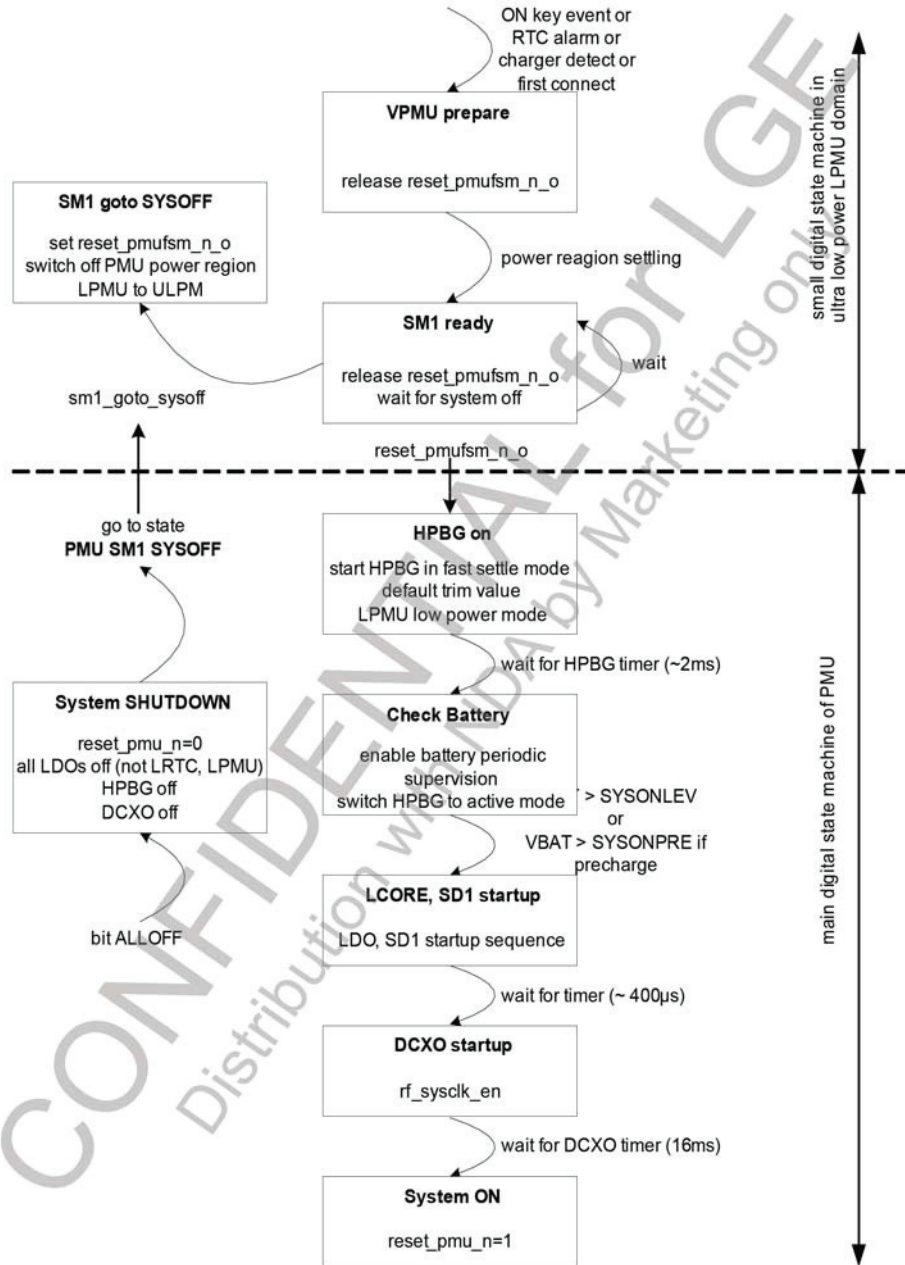 ON key event or
RTC alarm or
charger detect or
first connect
VPMU prepare
release reset_pmufsm_n_o
SM1 goto SYSOFF
set reset_pmufsm_n_o
switch off PMU power region
LPMU to ULPM
power reagion settling
SM1 ready
release reset_pmufsm_n_o
wait for system off
wait
sm1_goto_sysoff
reset_pmufsm_n_o
small digital state machine in
ultra low power LPMU domain
go to state
PMU SM1 SYSOFF
HPBG on
start HPBG in fast settle mode
default trim value
LPMU low power mode
wait for HPBG timer (~2ms)
System SHUTDOWN
reset_pmu_n=0
all LDOs off (not LRTC, LPMU)
HPBG off
DCXO off
Check Battery
enable battery periodic
supervision
switch HPBG to active mode
> SYSONLEV
or
VBAT > SYSONPRE if
precharge
bit ALLOFF
LCORE, SD1 startup
LDO, SD1 startup sequence
wait for timer (~ 400µs)
DCXO startup
rf_sysclk_en
wait for DCXO timer (16ms)
System ON
reset_pmu_n=1
main digital state machine of PMU
CONFIDENTIAL for LGE
Distribution with NDA by Marketing only